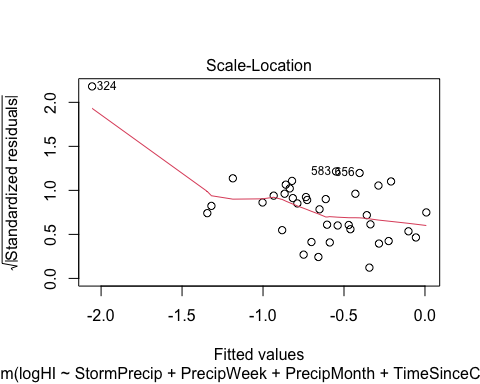 Scale-Location
324
583
656
√|Standardized residuals|
0.0 0.5 1.0 1.5 2.0
-2.0 -1.5 -1.0 -0.5 0.0
Fitted values
m(logHI ~ StormPrecip + PrecipWeek + PrecipMonth + TimeSinceC